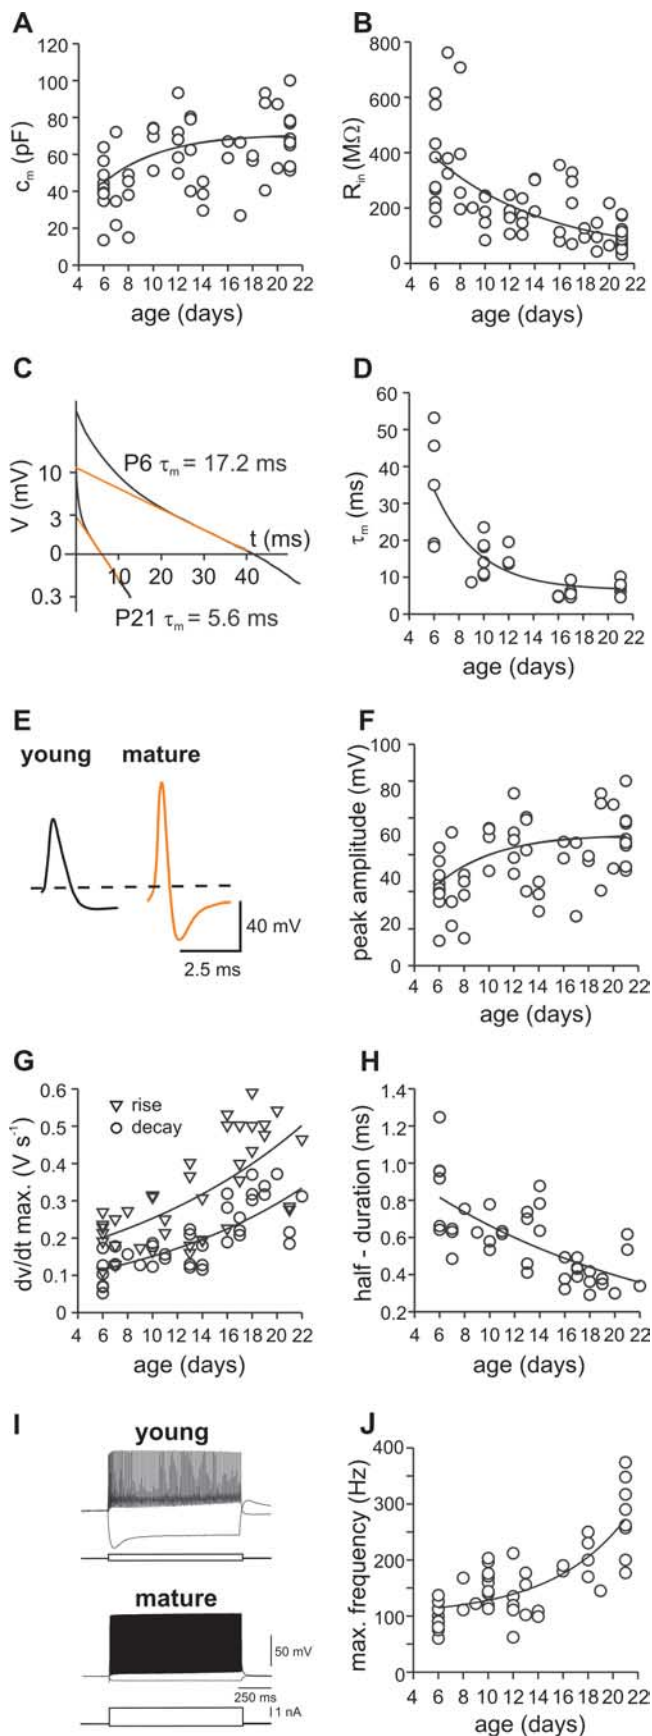 A
120
100
80
60
40
20
0
c_m (pF)
4 6 8 10 12 14 16 18 20 22
age (days)
B
800
600
400
200
0
R_in (MΩ)
4 6 8 10 12 14 16 18 20 22
age (days)
C
V (mV)
10
3
0
0.3
P6 τ_m = 17.2 ms
t (ms)
10 20 30 40
P21 τ_m = 5.6 ms
D
60
50
40
30
20
10
0
τ_m (ms)
4 6 8 10 12 14 16 18 20 22
age (days)
E
young mature
40 mV
2.5 ms
F
100
80
60
40
20
0
peak amplitude (mV)
4 6 8 10 12 14 16 18 20 22
age (days)
G
0.6
0.5
0.4
0.3
0.2
0.1
0
dv/dt max. (V s⁻¹)
rise
decay
4 6 8 10 12 14 16 18 20 22
age (days)
H
1.4
1.2
1.0
0.8
0.6
0.4
0.2
half - duration (ms)
4 6 8 10 12 14 16 18 20 22
age (days)
I
young
mature
50 mV
250 ms
1 nA
J
400
300
200
100
0
max. frequency (Hz)
4 6 8 10 12 14 16 18 20 22
age (days)